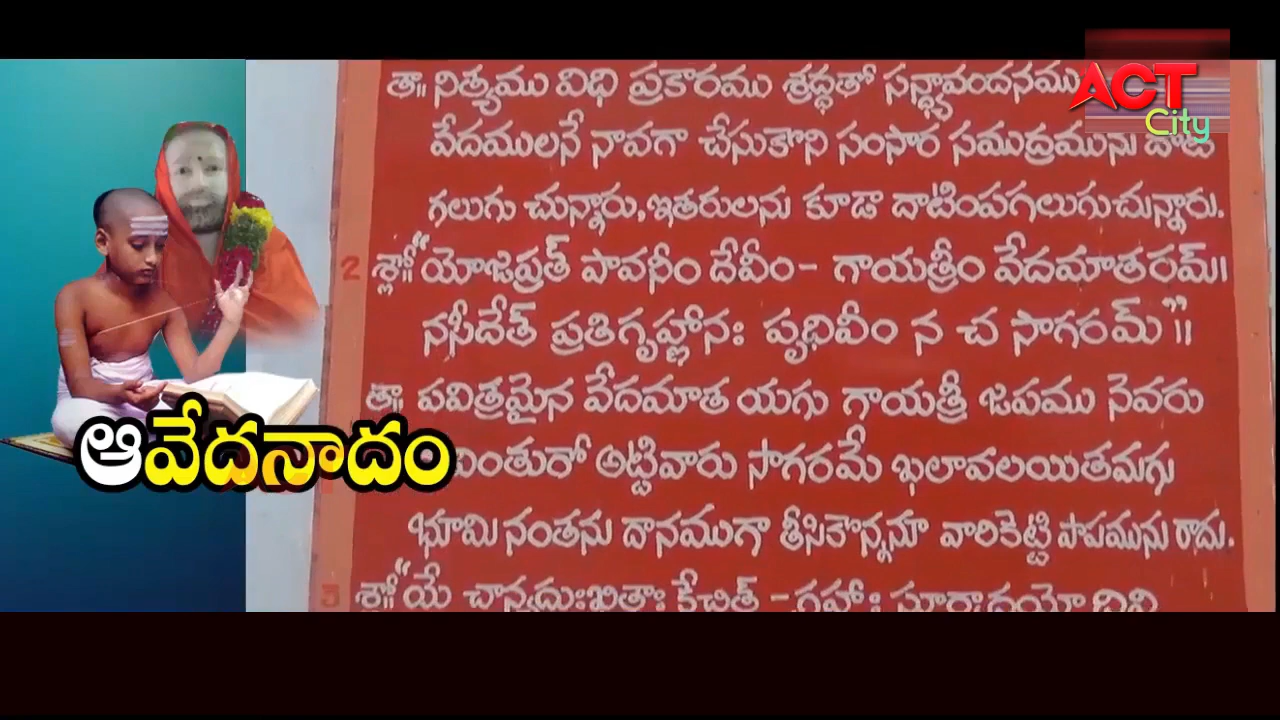 ACT
City
తా॥ నిత్యము విధి ప్రకారము శ్రద్ధతో సన్ధ్యావందనము
వేదములనే నావగా చేసుకొని సంసార సముద్రమును
గలుగు చున్నారు, ఇతరులను కూడా దాటింపగలుగుచున్నారు.
2 శ్లో॥ "యోజపేత్ పావనీం దేవీం - గాయత్రీం వేదమాతరమ్।
నసీదేత్ ప్రతిగృహ్ణానః పృథివీం న చ సాగరమ్"॥
తా॥ పవిత్రమైన వేదమాత యగు గాయత్రీ జపము నెవరు
అట్టివారు సాగరమే ఖలావలయితమగు
భూమి నంతను దానముగా తీసికొన్ననూ వారికెట్టి పాపమును రాదు.
3 శ్లో॥ "యే
ఆవేదనాదం